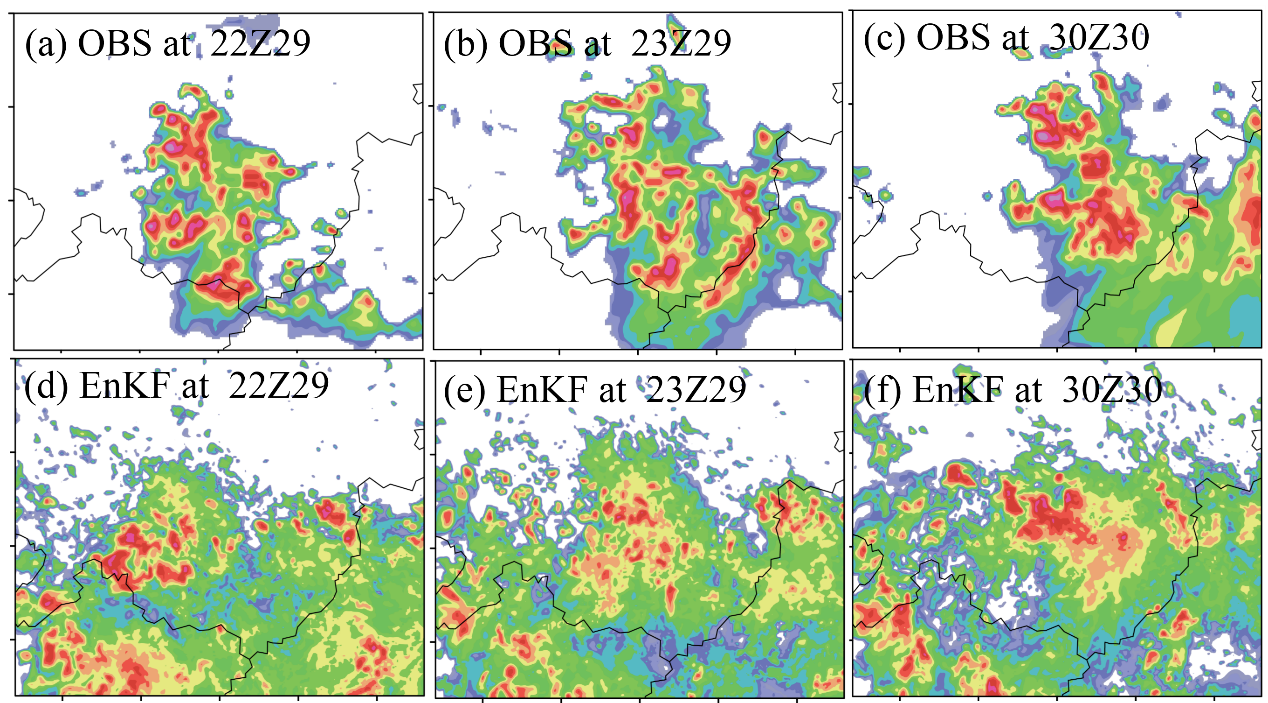 (a) OBS at 22Z29
(b) OBS at 23Z29
(c) OBS at 30Z30
(d) EnKF at 22Z29
(e) EnKF at 23Z29
(f) EnKF at 30Z30